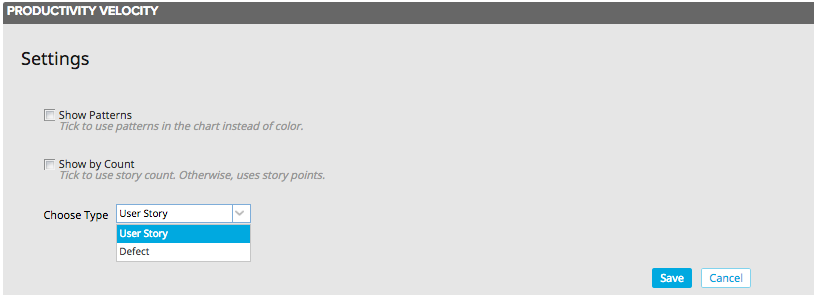 PRODUCTIVITY VELOCITY
Settings
Show Patterns
Tick to use patterns in the chart instead of color.
Show by Count
Tick to use story count. Otherwise, uses story points.
Choose Type User Story
User Story
Defect
Save Cancel